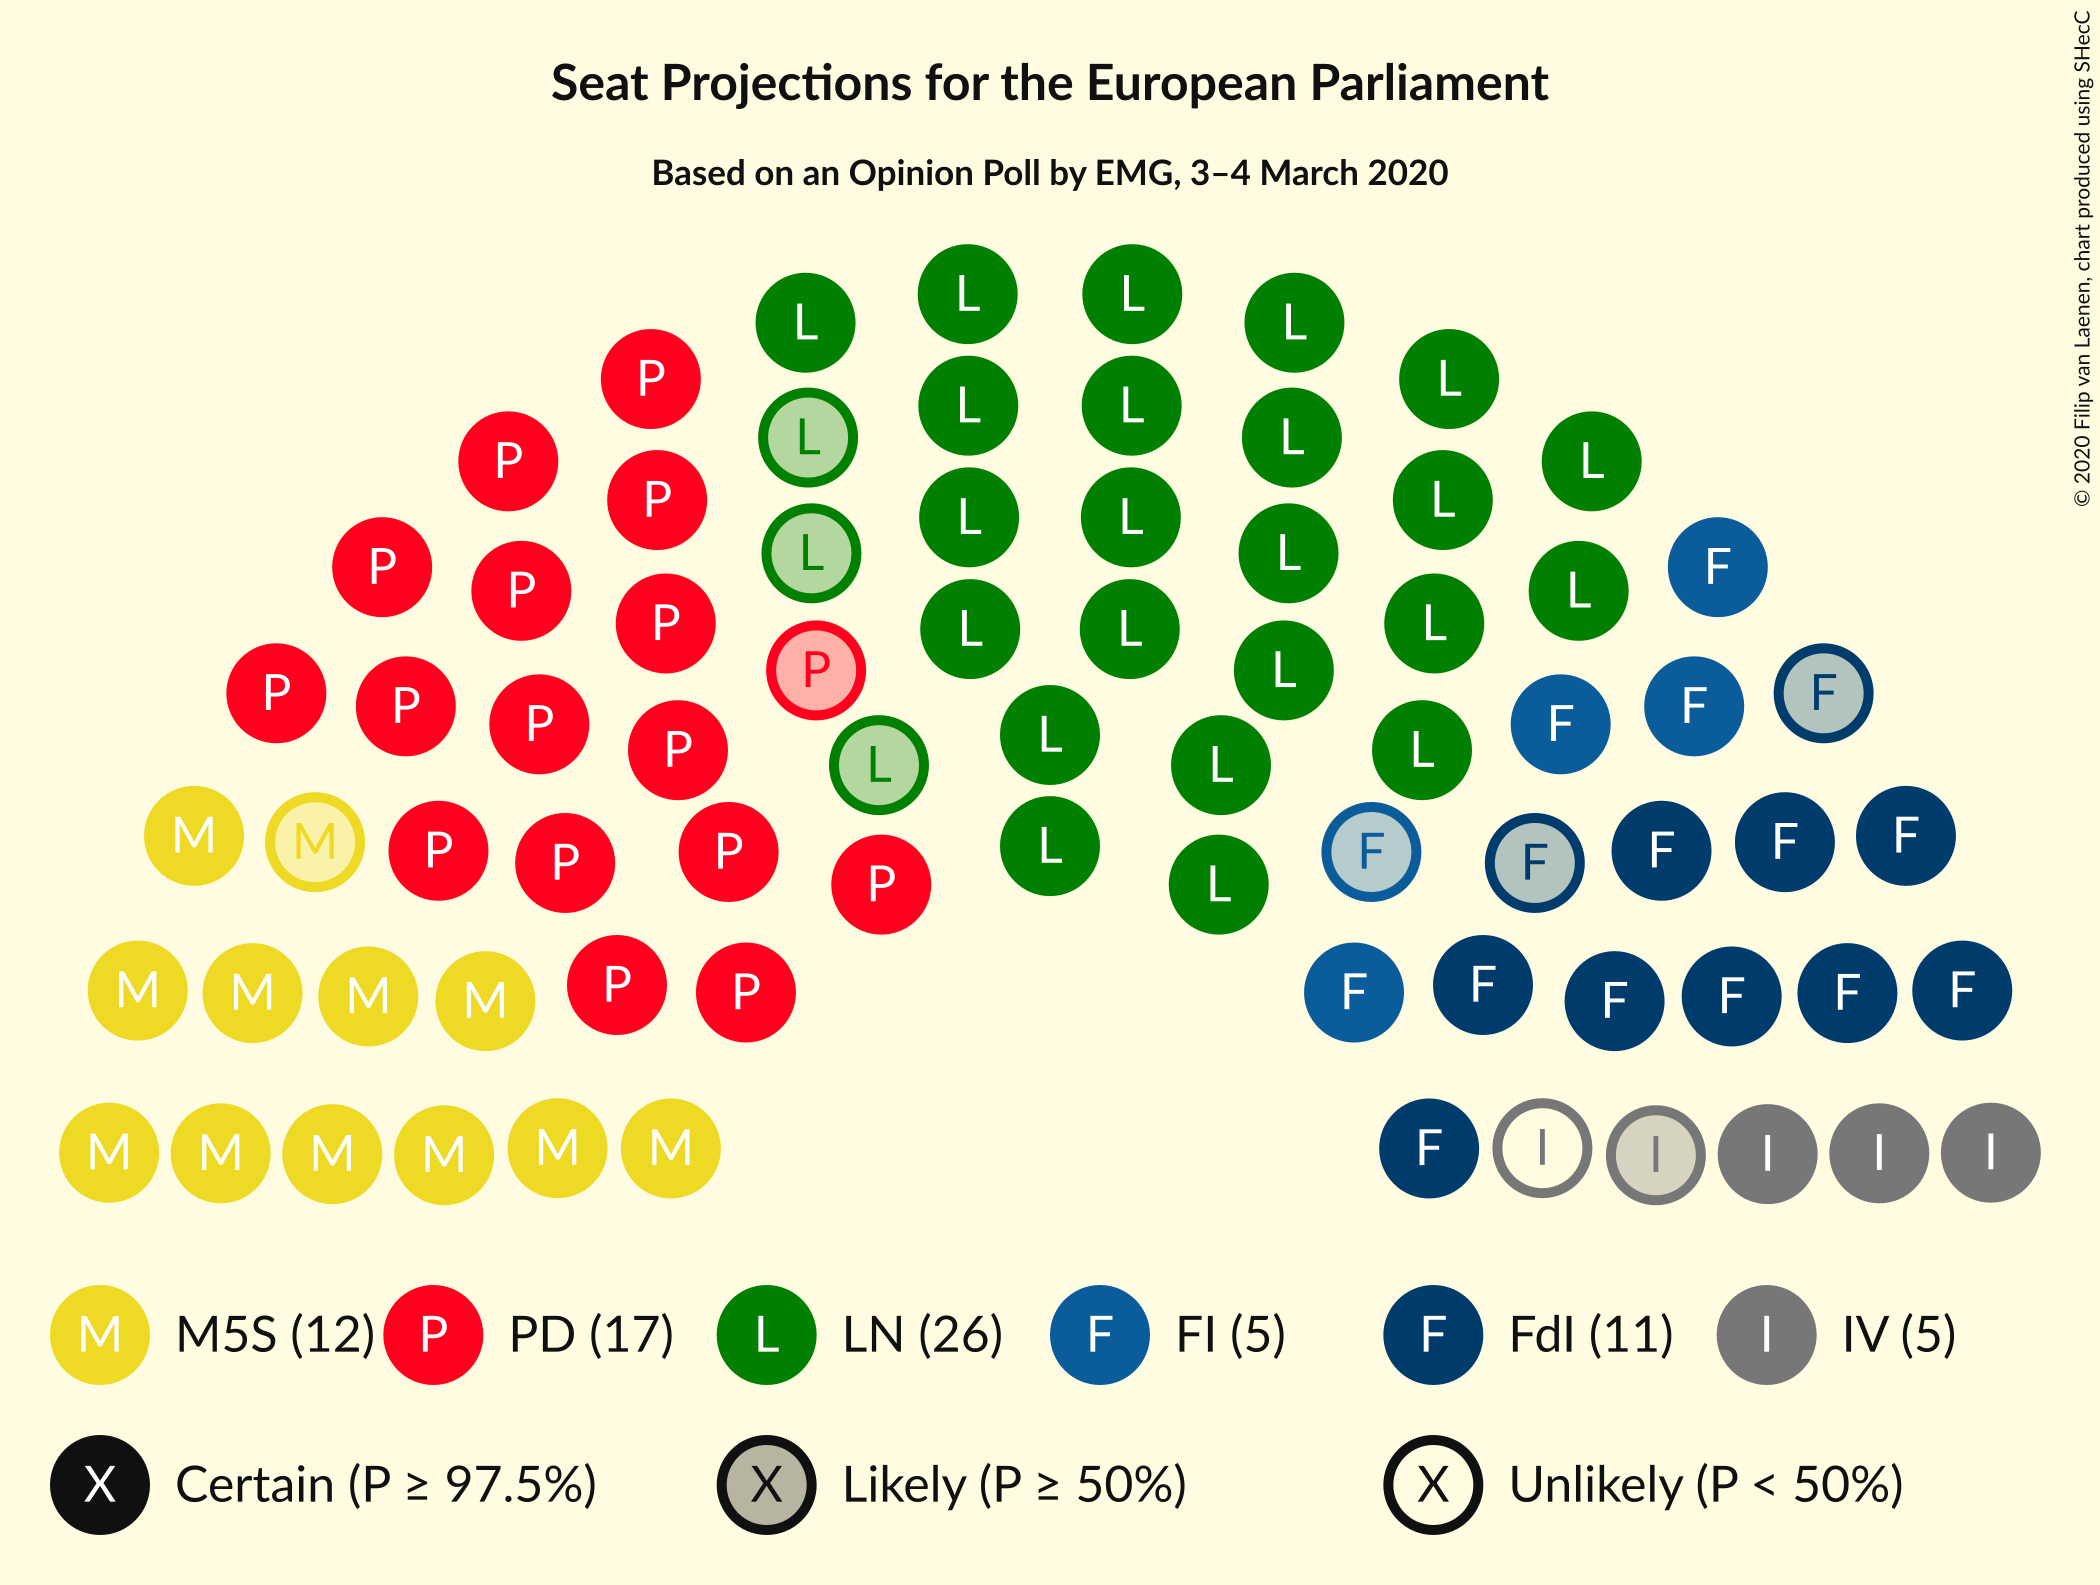 Seat Projections for the European Parliament
Based on an Opinion Poll by EMG, 3–4 March 2020
© 2020 Filip van Laenen, chart produced using SHecC
L L L L
P L L
P L L L L
P P L
P L L L
P P L L F
P P L L
P L L P L
P P P F F F
P L L F
L L L
M M P P P L F F F F F
P L
M M M M P P F F F F F F
M M M M M M F I I I I I
M M5S (12) P PD (17) L LN (26) F FI (5) F FdI (11) I IV (5)
X Certain (P ≥ 97.5%) X Likely (P ≥ 50%) X Unlikely (P < 50%)